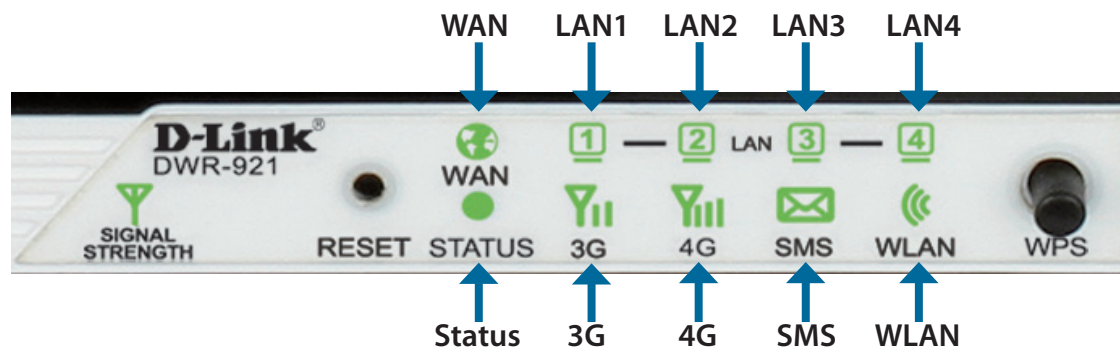 WAN LAN1 LAN2 LAN3 LAN4
D-Link®
DWR-921
1 2 LAN 3 4
WAN
SIGNAL
STRENGTH
RESET STATUS 3G 4G SMS WLAN WPS
Status 3G 4G SMS WLAN